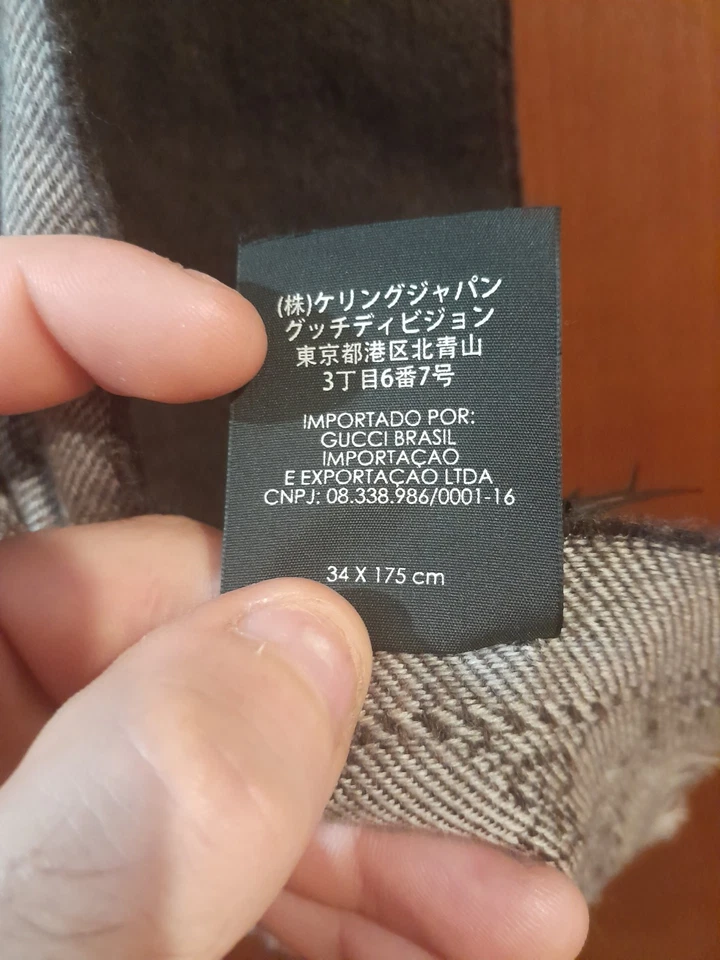 (株)ケリングジャパン
グッチディビジョン
東京都港区北青山
3丁目6番7号
IMPORTADO POR:
GUCCI BRASIL
IMPORTAÇAO
E EXPORTAÇAO LTDA
CNPJ: 08.338.986/0001-16
34 X 175 cm